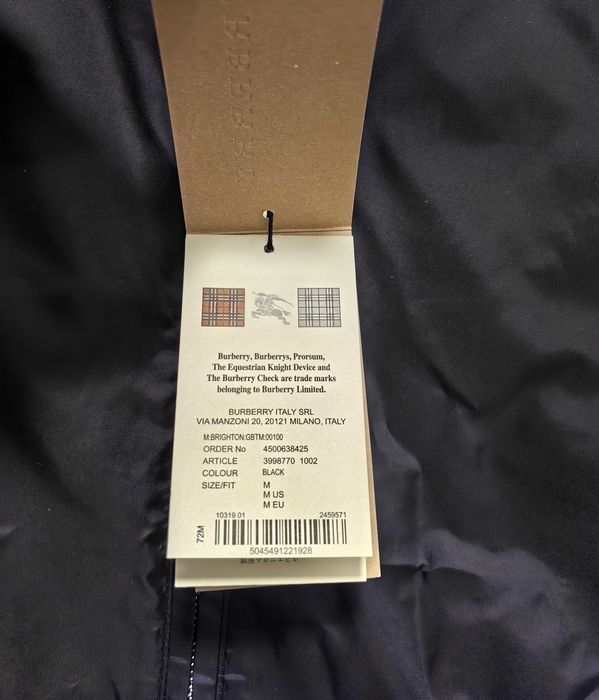 Burberry, Burberrys, Prorsum,
The Equestrian Knight Device and
The Burberry Check are trade marks
belonging to Burberry Limited.
BURBERRY ITALY SRL
VIA MANZONI 20, 20121 MILANO, ITALY
M:BRIGHTON:GBTM:00100
ORDER No 4500638425
ARTICLE 3998770 1002
COLOUR BLACK
SIZE/FIT M
M US
M EU
10319 01 2459571
72M
5045491221928